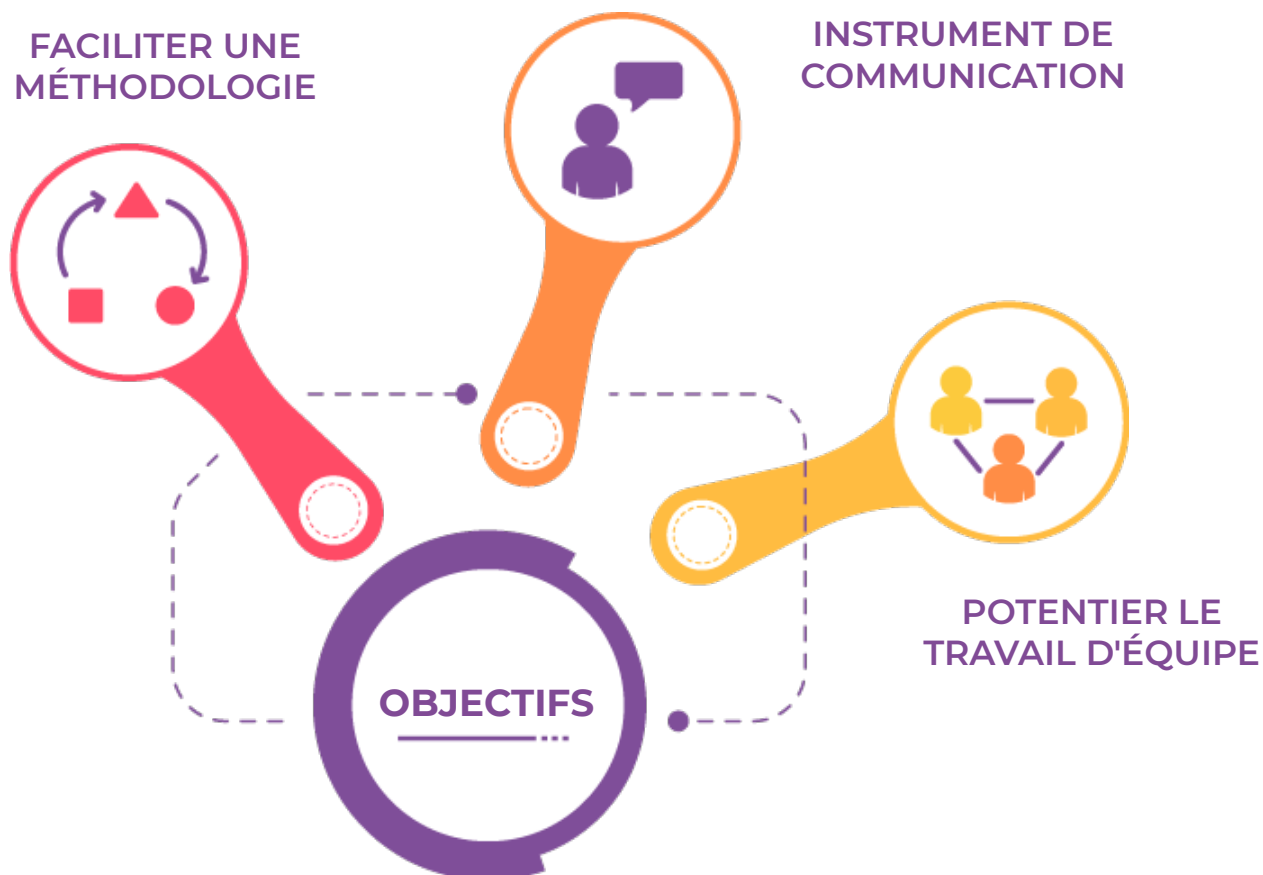 FACILITER UNE
MÉTHODOLOGIE
INSTRUMENT DE
COMMUNICATION
POTENTIER LE
TRAVAIL D'ÉQUIPE
OBJECTIFS